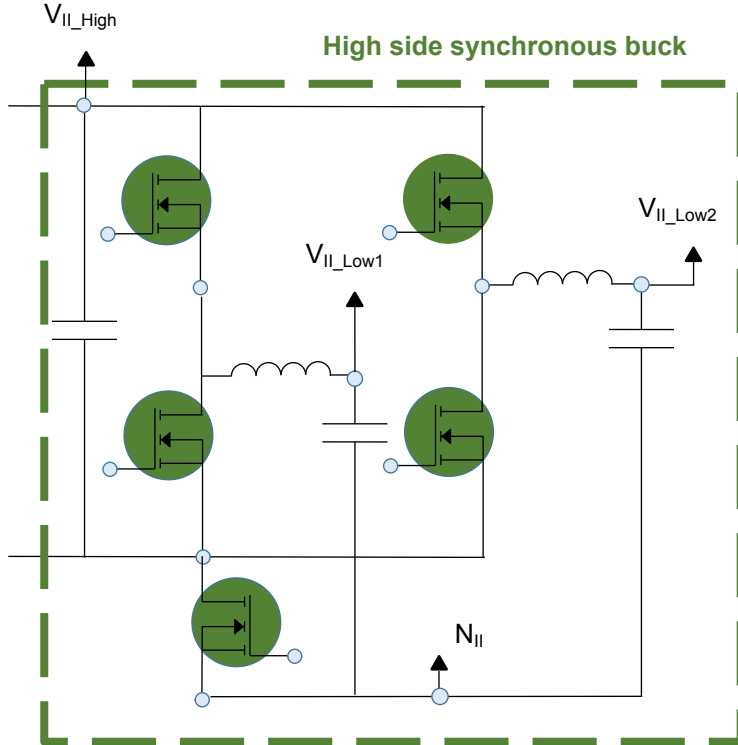 V_II_High
High side synchronous buck
V_II_Low2
V_II_Low1
N_II